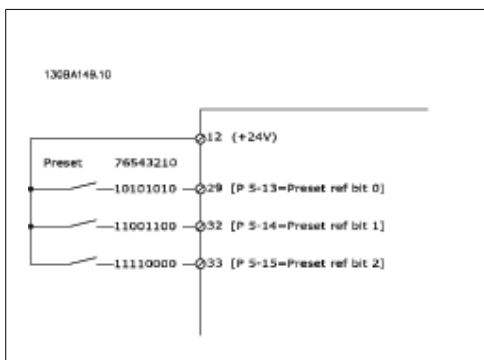 130BA149.10
12 (+24V)
Preset 76543210
10101010 29 [P 5-13=Preset ref bit 0]
11001100 32 [P 5-14=Preset ref bit 1]
11110000 33 [P 5-15=Preset ref bit 2]